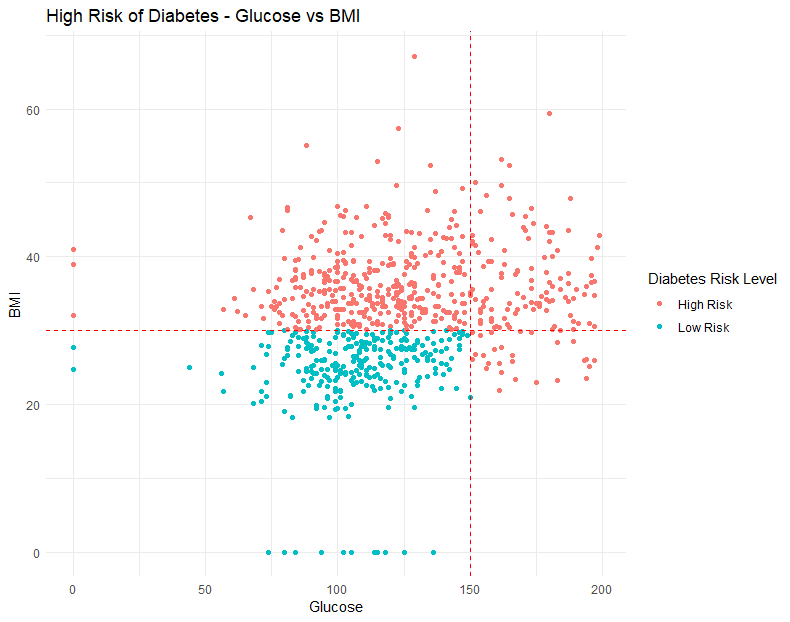 High Risk of Diabetes - Glucose vs BMI
60
40
20
0
BMI
0 50 100 150 200
Glucose
Diabetes Risk Level
High Risk
Low Risk